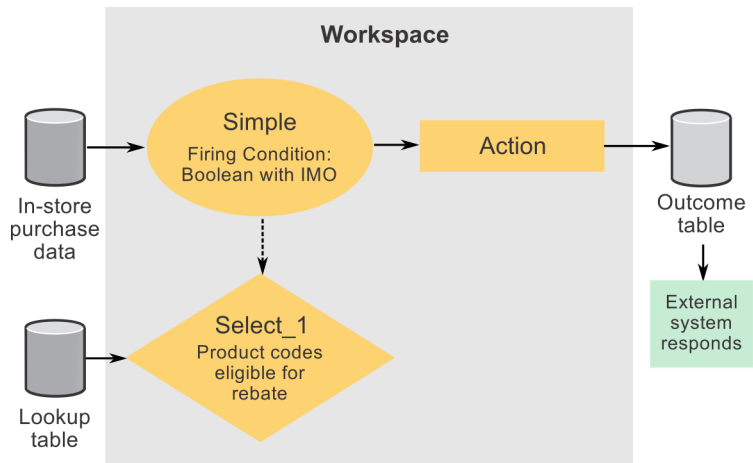 Workspace
Simple
Firing Condition:
Boolean with IMO
Action
In-store
purchase
data
Outcome
table
Select_1
Product codes
eligible for
rebate
External
system
responds
Lookup
table